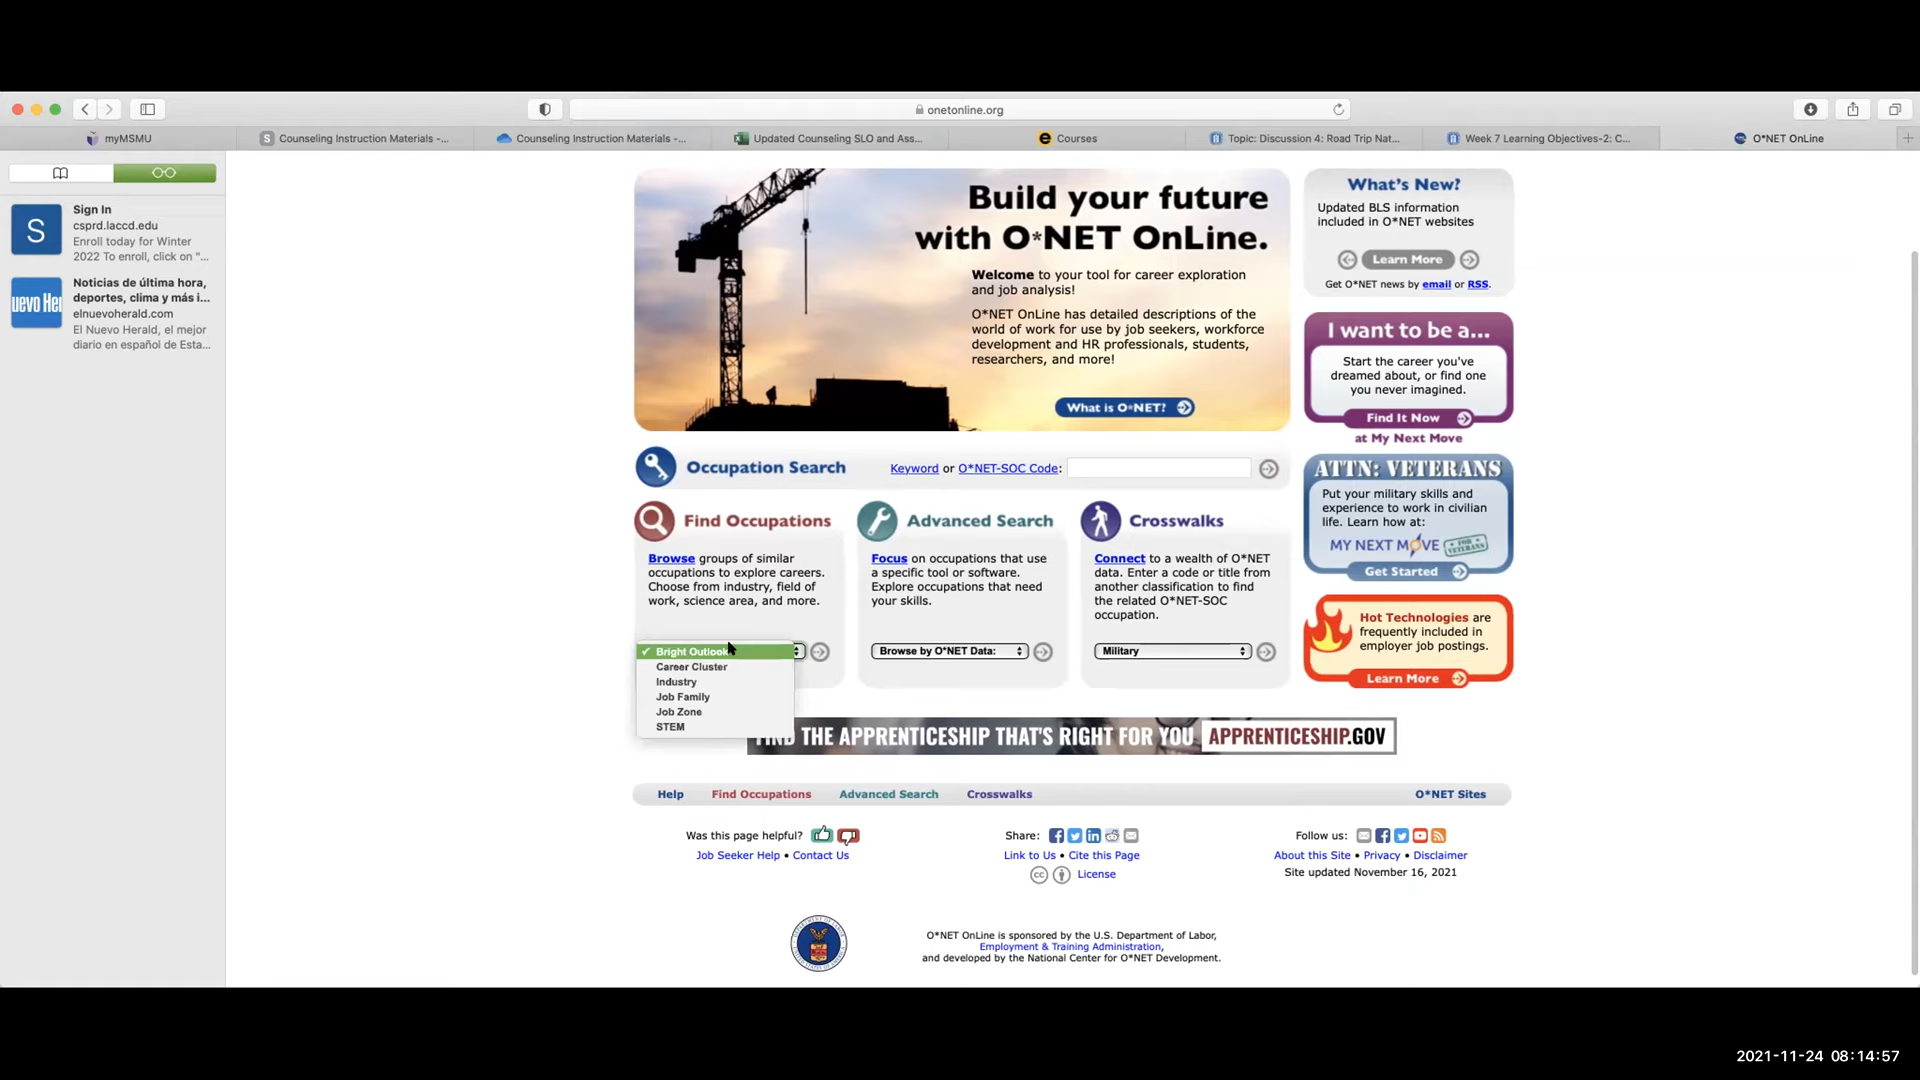 onetonline.org
myMSMU
Counseling Instruction Materials -...
Counseling Instruction Materials -...
Updated Counseling SLO and Ass...
Courses
Topic: Discussion 4: Road Trip Nat...
Week 7 Learning Objectives-2: C...
O*NET OnLine
S
Sign In
csprd.laccd.edu
Enroll today for Winter
2022 To enroll, click on "...
uevo Her
Noticias de última hora,
deportes, clima y más i...
elnuevoherald.com
El Nuevo Herald, el mejor
diario en español de Esta...
Build your future
with O*NET OnLine.
Welcome to your tool for career exploration
and job analysis!
O*NET OnLine has detailed descriptions of the
world of work for use by job seekers, workforce
development and HR professionals, students,
researchers, and more!
What is O*NET?
What's New?
Updated BLS information
included in O*NET websites
Learn More
Get O*NET news by email or RSS.
I want to be a...
Start the career you've
dreamed about, or find one
you never imagined.
Find It Now
at My Next Move
ATTN: VETERANS
Put your military skills and
experience to work in civilian
life. Learn how at:
MY NEXT MOVE FOR VETERANS
Get Started
Hot Technologies are
frequently included in
employer job postings.
Learn More
Occupation Search
Keyword or O*NET-SOC Code:
Find Occupations
Browse groups of similar
occupations to explore careers.
Choose from industry, field of
work, science area, and more.
✓ Bright Outlook
Career Cluster
Industry
Job Family
Job Zone
STEM
Advanced Search
Focus on occupations that use
a specific tool or software.
Explore occupations that need
your skills.
Browse by O*NET Data:
Crosswalks
Connect to a wealth of O*NET
data. Enter a code or title from
another classification to find
the related O*NET-SOC
occupation.
Military
FIND THE APPRENTICESHIP THAT'S RIGHT FOR YOU APPRENTICESHIP.GOV
Help Find Occupations Advanced Search Crosswalks O*NET Sites
Was this page helpful?
Job Seeker Help • Contact Us
Share:
Link to Us • Cite this Page
cc License
Follow us:
About this Site • Privacy • Disclaimer
Site updated November 16, 2021
O*NET OnLine is sponsored by the U.S. Department of Labor,
Employment & Training Administration,
and developed by the National Center for O*NET Development.
2021-11-24 08:14:57